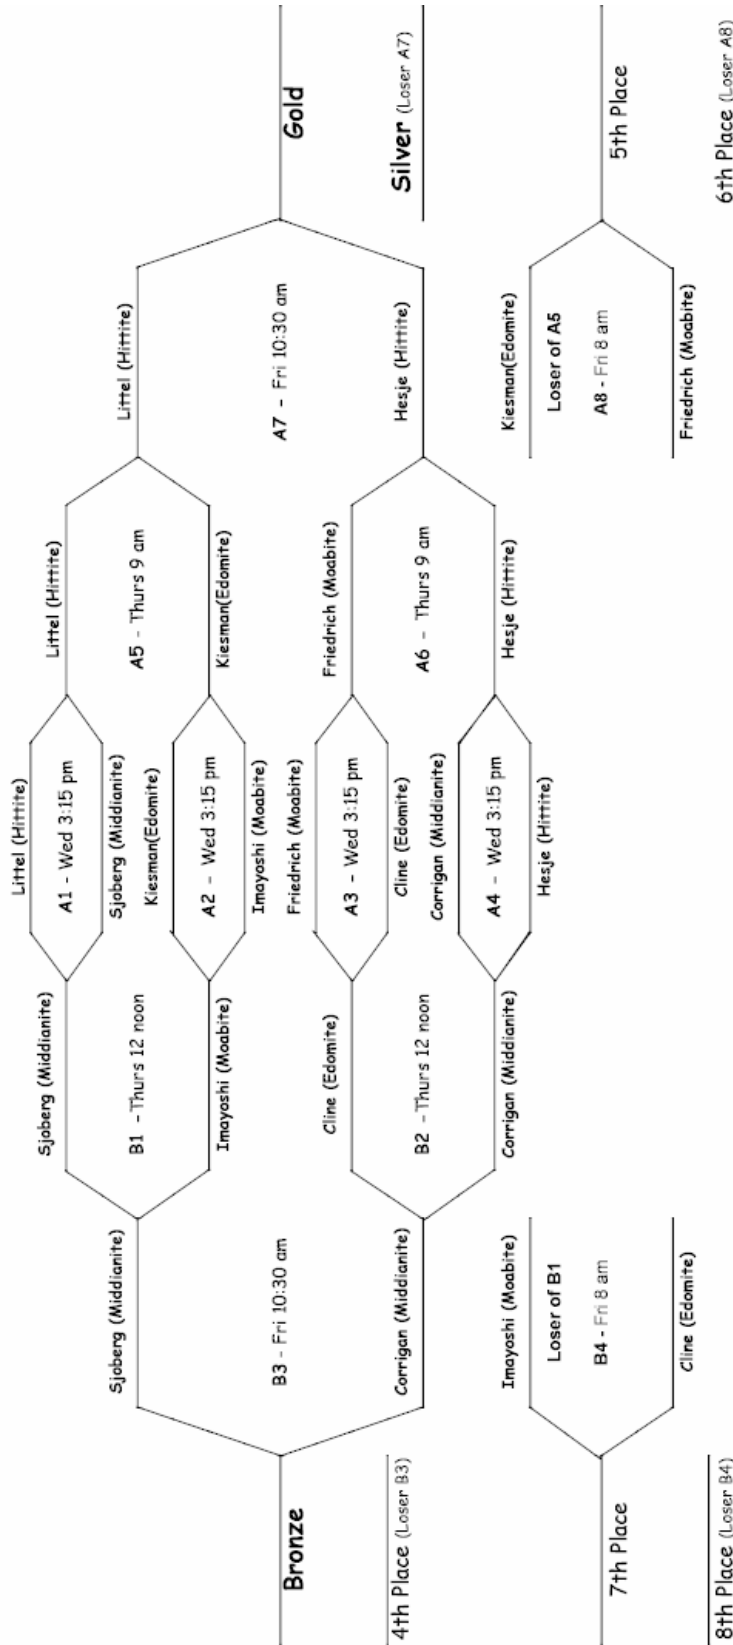 Littel (Hittite)
Sjoberg (Middianite)
Littel (Hittite)
A1 - Wed 3:15 pm
Sjoberg (Middianite)
Sjoberg (Middianite)
Littel (Hittite)
B1 - Thurs 12 noon
A5 - Thurs 9 am
Kiesman(Edomite)
A2 - Wed 3:15 pm
Imayoshi (Moabite)
Kiesman(Edomite)
Imayoshi (Moabite)
B3 - Fri 10:30 am
A7 - Fri 10:30 am
Bronze
Friedrich (Moabite)
Gold
Cline (Edomite)
Friedrich (Moabite)
A3 - Wed 3:15 pm
4th Place (Loser B3)
Corrigan (Middianite)
Cline (Edomite)
Hesje (Hittite)
Silver (Loser A7)
B2 - Thurs 12 noon
A6 - Thurs 9 am
Corrigan (Middianite)
A4 - Wed 3:15 pm
Imayoshi (Moabite)
Corrigan (Middianite)
Hesje (Hittite)
Kiesman(Edomite)
Hesje (Hittite)
Loser of B1
Loser of A5
B4 - Fri 8 am
A8 - Fri 8 am
7th Place
5th Place
Cline (Edomite)
Friedrich (Moabite)
8th Place (Loser B4)
6th Place (Loser A8)